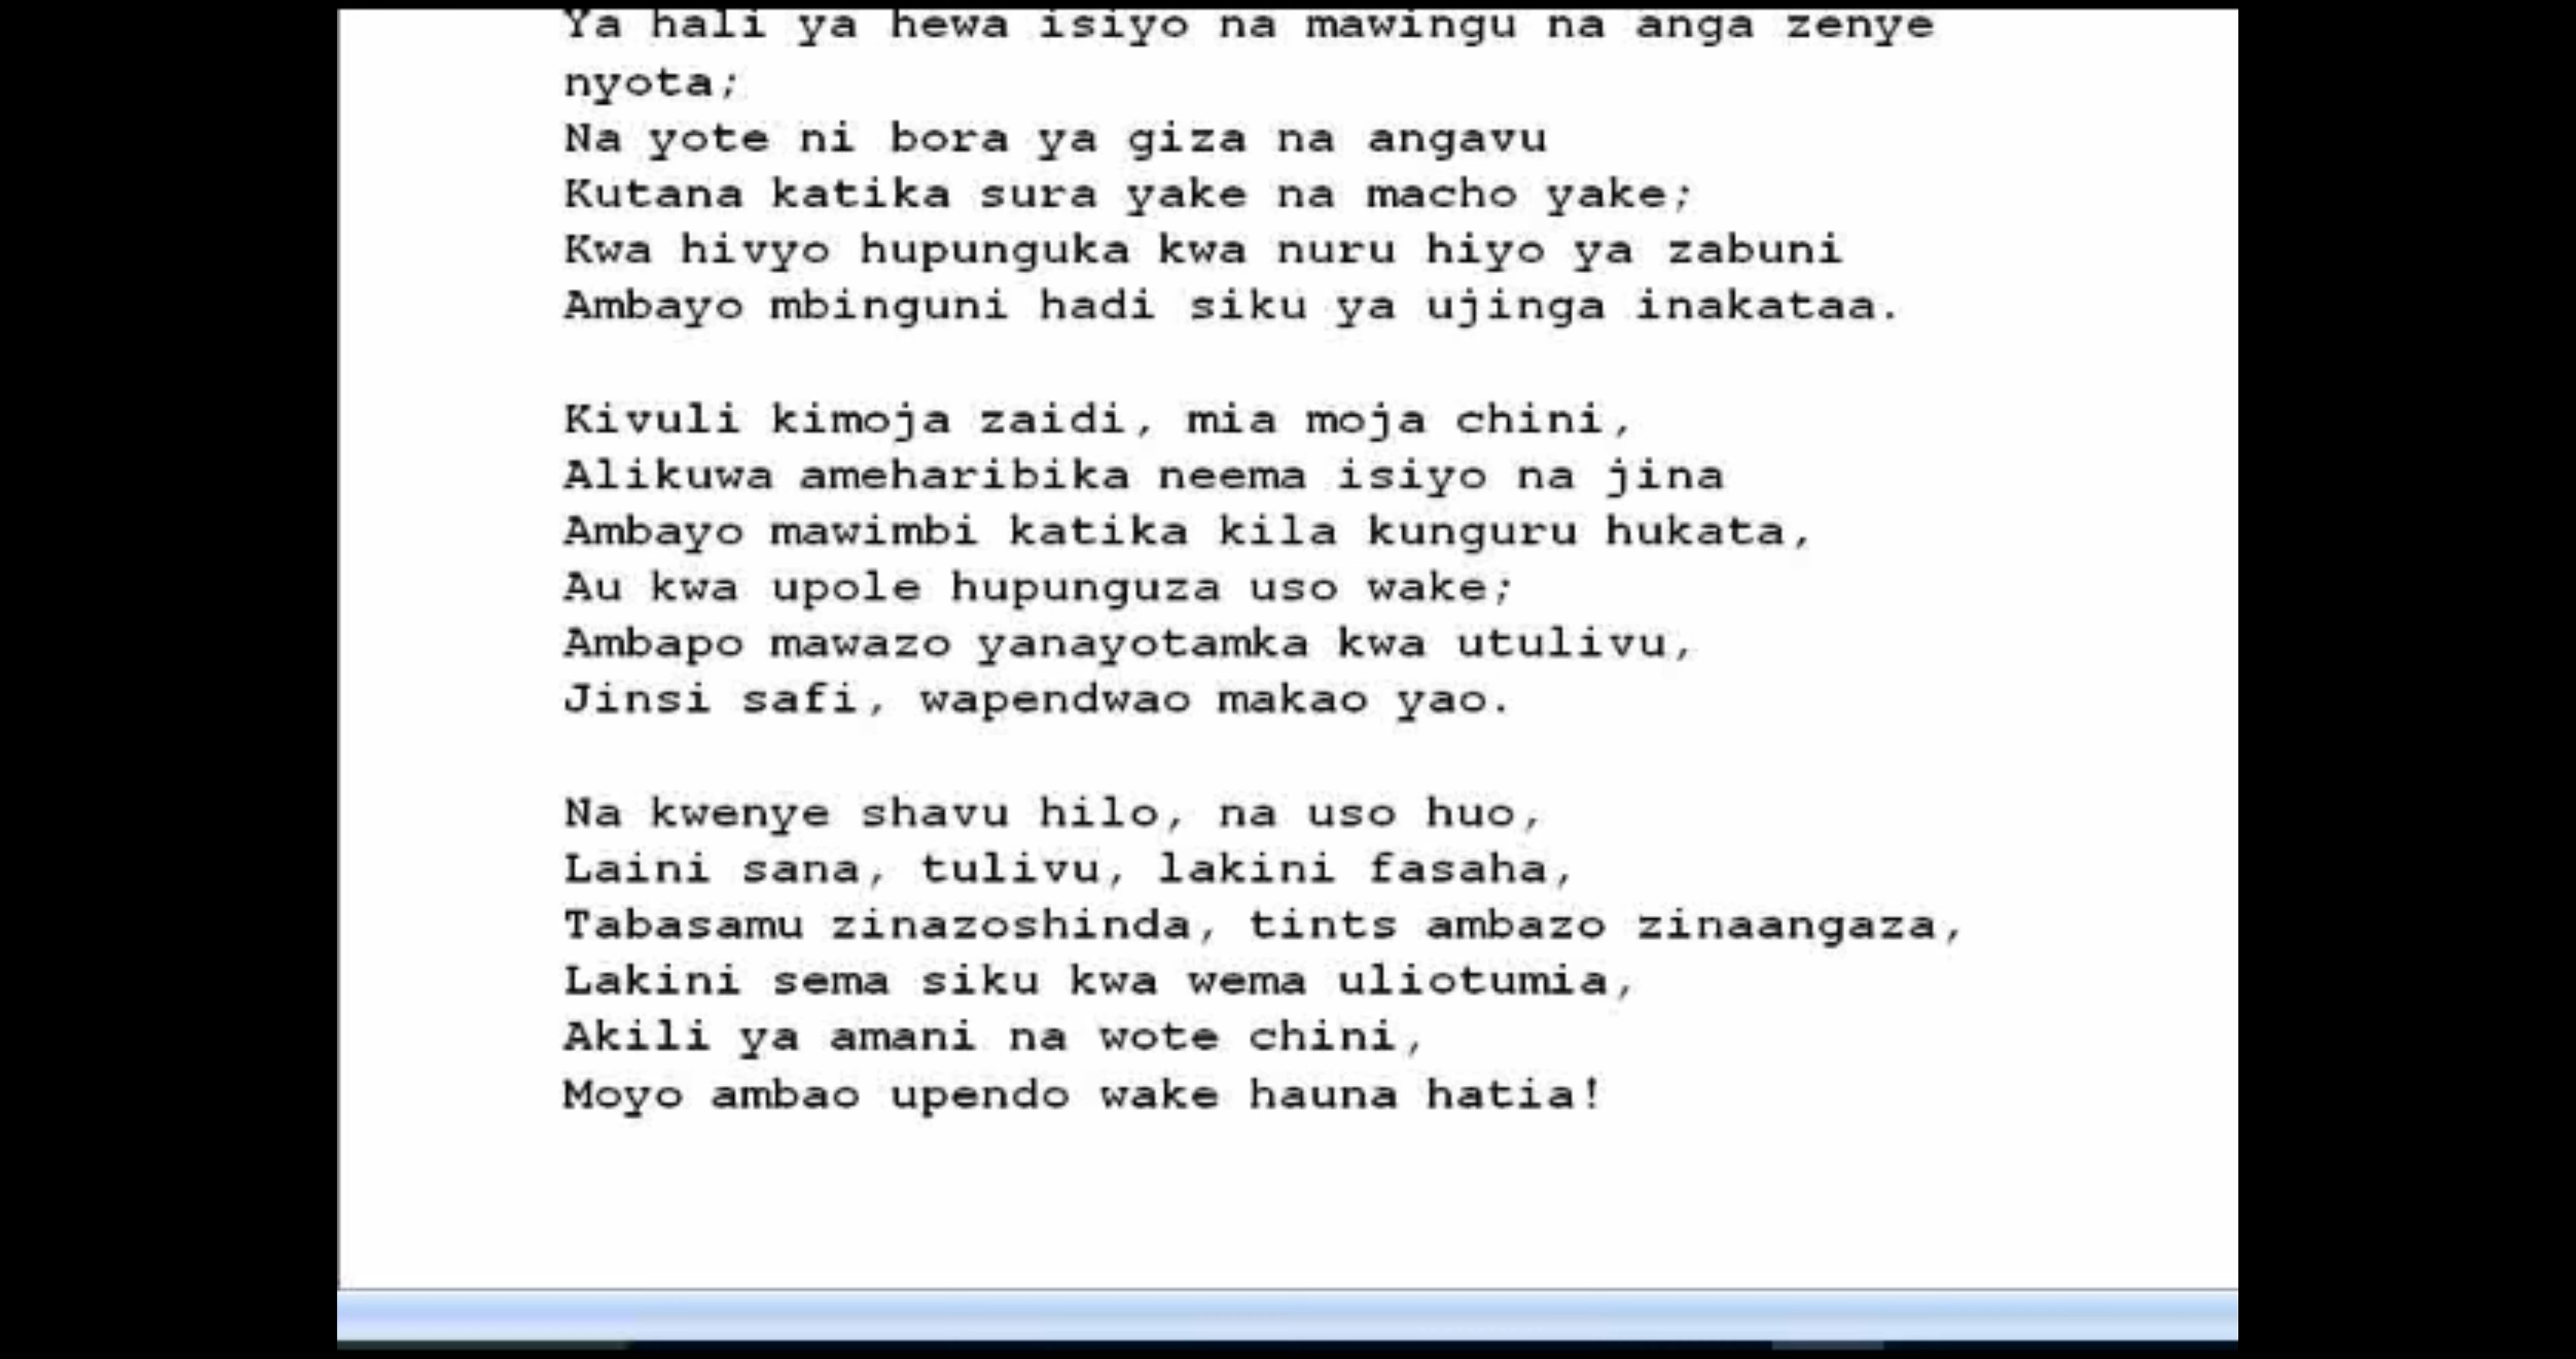 Ya hali ya hewa isiyo na mawingu na anga zenye
nyota;
Na yote ni bora ya giza na angavu
Kutana katika sura yake na macho yake;
Kwa hivyo hupunguka kwa nuru hiyo ya zabuni
Ambayo mbinguni hadi siku ya ujinga inakataa.
Kivuli kimoja zaidi, mia moja chini,
Alikuwa ameharibika neema isiyo na jina
Ambayo mawimbi katika kila kunguru hukata,
Au kwa upole hupunguza uso wake;
Ambapo mawazo yanayotamka kwa utulivu,
Jinsi safi, wapendwao makao yao.
Na kwenye shavu hilo, na uso huo,
Laini sana, tulivu, lakini fasaha,
Tabasamu zinazoshinda, tints ambazo zinaangaza,
Lakini sema siku kwa wema uliotumia,
Akili ya amani na wote chini,
Moyo ambao upendo wake hauna hatia!